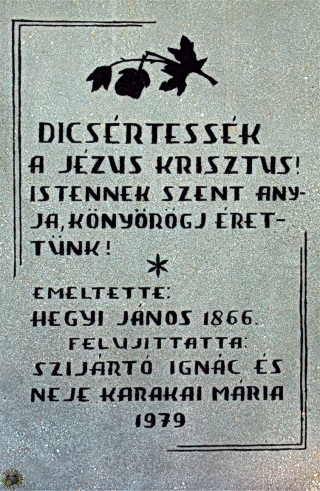 DICSÉRTESSÉK
A JÉZUS KRISZTUS!
ISTENNEK SZENT ANY-
JA, KÖNYÖRÖGJ ÉRET-
TÜNK!
*
EMELTETTE:
HEGYI JÁNOS 1866.
FELUJITTATTA:
SZIJÁRTÓ IGNÁC ÉS
NEJE KARAKAI MÁRIA
1979